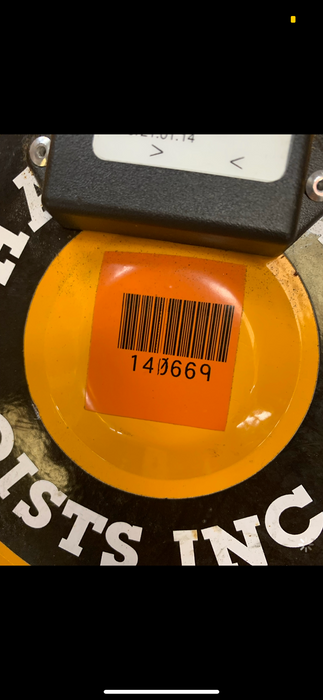 > <
140669
OISTS INC